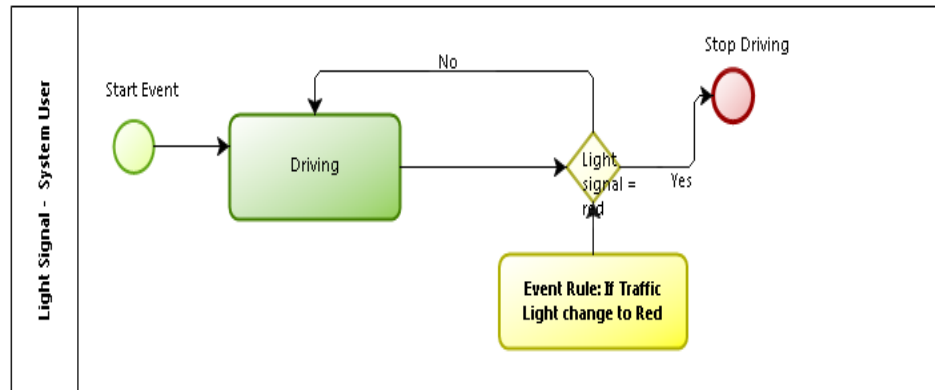 Light Signal - System User
Start Event
Driving
No
Light
signal =
red
Yes
Stop Driving
Event Rule: If Traffic
Light change to Red